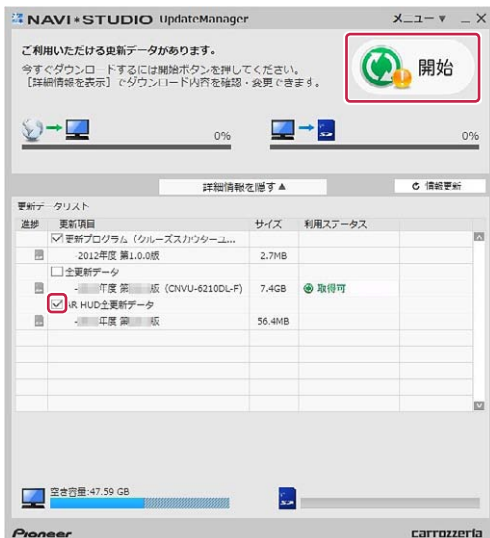 NAVI*STUDIO UpdateManager
メニュー ▼ _ X
ご利用いただける更新データがあります。
今すぐダウンロードするには開始ボタンを押してください。
[詳細情報を表示]でダウンロード内容を確認・変更できます。
開始
0%
0%
詳細情報を隠す▲
情報更新
更新データリスト
進捗 更新項目 サイズ 利用ステータス
更新プログラム (クルーズスカウターユ...
2012年度 第1.0.0版 2.7MB
全更新データ
- 年度 第 版 (CNVU-6210DL-F) 7.4GB 取得可
R HUD全更新データ
- 年度 第 版 56.4MB
空き容量:47.59 GB
Pioneer
carrozzeria